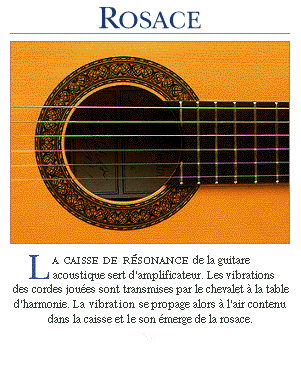 ROSACE
LA CAISSE DE RÉSONANCE de la guitare
acoustique sert d'amplificateur. Les vibrations
des cordes jouées sont transmises par le chevalet à la table
d'harmonie. La vibration se propage alors à l'air contenu
dans la caisse et le son émerge de la rosace.